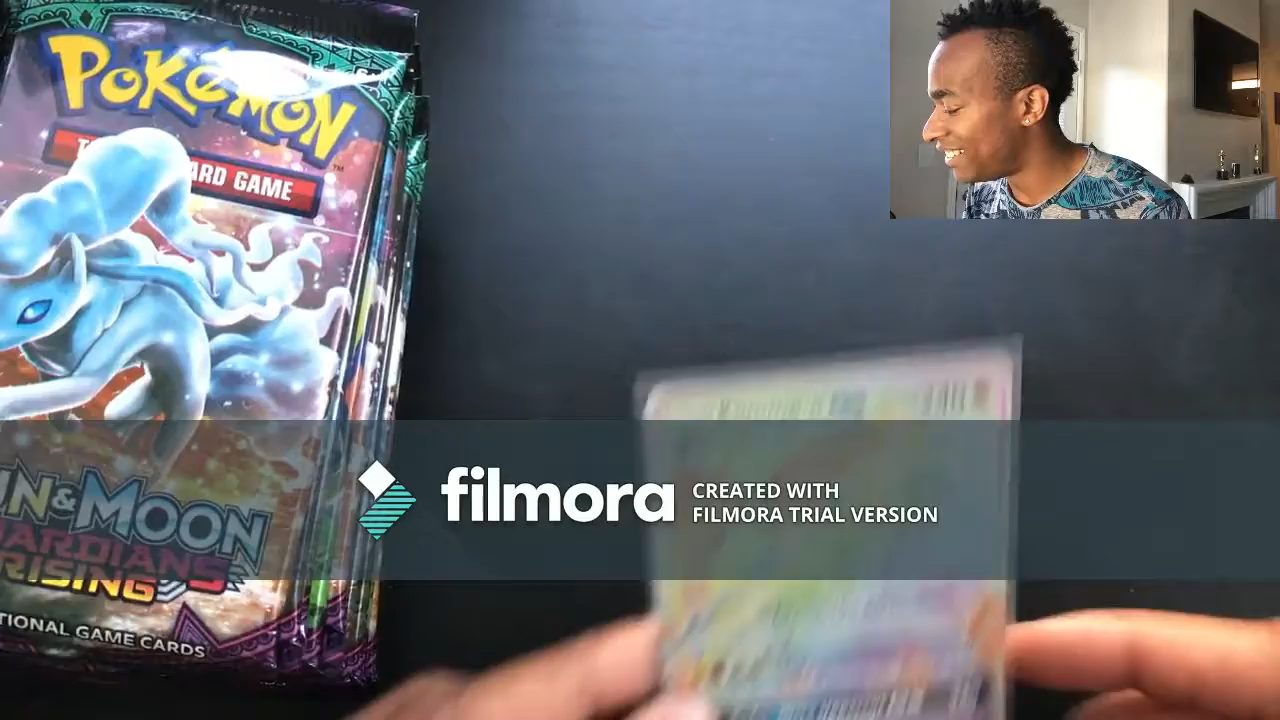 POKÉMON
ARD GAME
N & MOON
ARDIANS
RISING
TIONAL GAME CARDS
filmora
CREATED WITH
FILMORA TRIAL VERSION